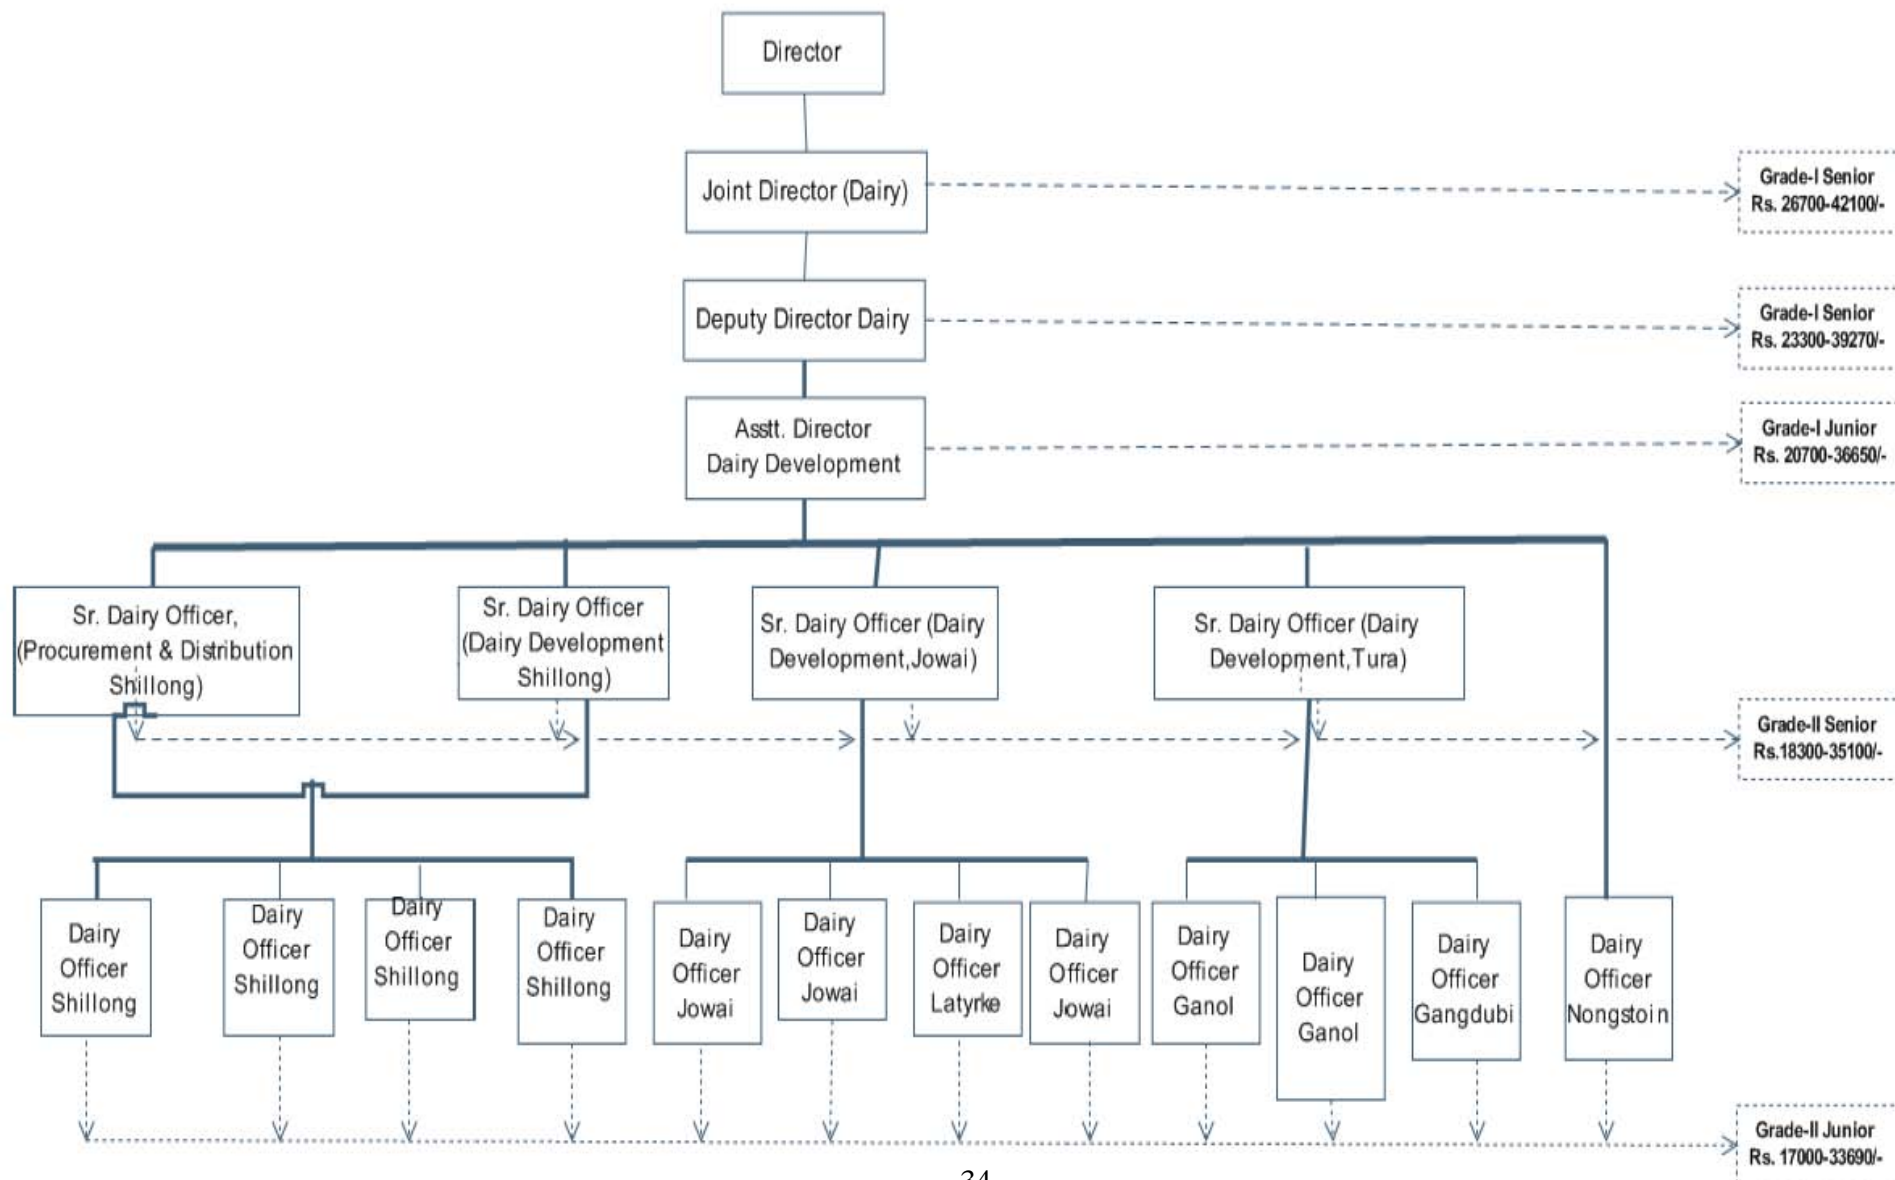 Director
Joint Director (Dairy)
Grade-I Senior
Rs. 26700-42100/-
Deputy Director Dairy
Grade-I Senior
Rs. 23300-39270/-
Asstt. Director
Dairy Development
Grade-I Junior
Rs. 20700-36650/-
Sr. Dairy Officer,
(Procurement & Distribution
Shillong)
Sr. Dairy Officer
(Dairy Development
Shillong)
Sr. Dairy Officer (Dairy
Development,Jowai)
Sr. Dairy Officer (Dairy
Development,Tura)
Grade-II Senior
Rs.18300-35100/-
Dairy
Officer
Shillong
Dairy
Officer
Shillong
Dairy
Officer
Shillong
Dairy
Officer
Shillong
Dairy
Officer
Jowai
Dairy
Officer
Jowai
Dairy
Officer
Latyrke
Dairy
Officer
Jowai
Dairy
Officer
Ganol
Dairy
Officer
Ganol
Dairy
Officer
Gangdubi
Dairy
Officer
Nongstoin
Grade-II Junior
Rs. 17000-33690/-
34